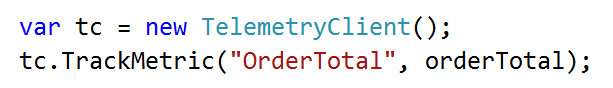 var tc = new TelemetryClient();
tc.TrackMetric("OrderTotal", orderTotal);